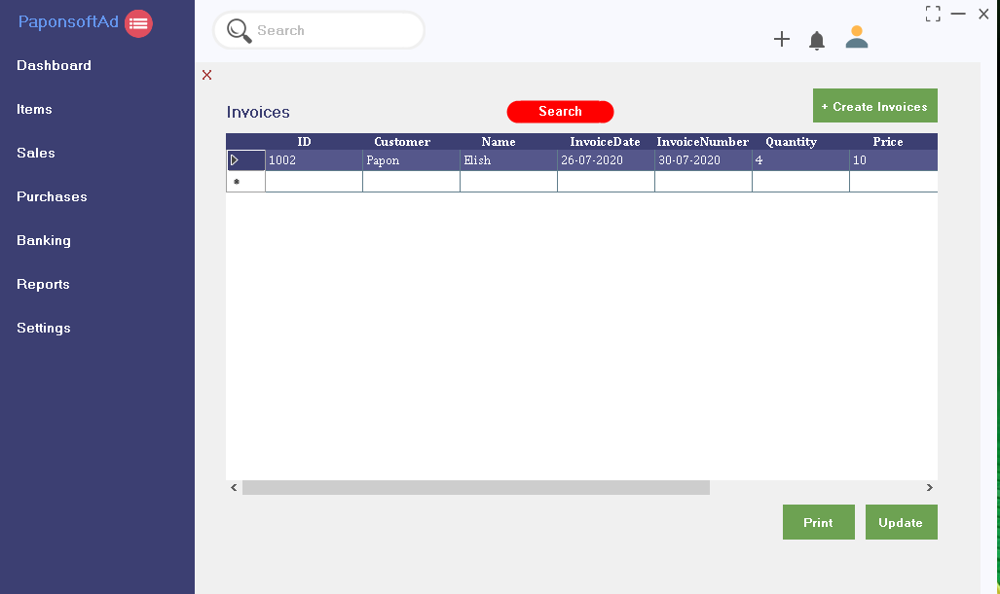 PaponsoftAd
Search
Dashboard
Items
Sales
Purchases
Banking
Reports
Settings
Invoices
Search
+ Create Invoices
ID Customer Name InvoiceDate InvoiceNumber Quantity Price
1002 Papon Elish 26-07-2020 30-07-2020 4 10
Print
Update